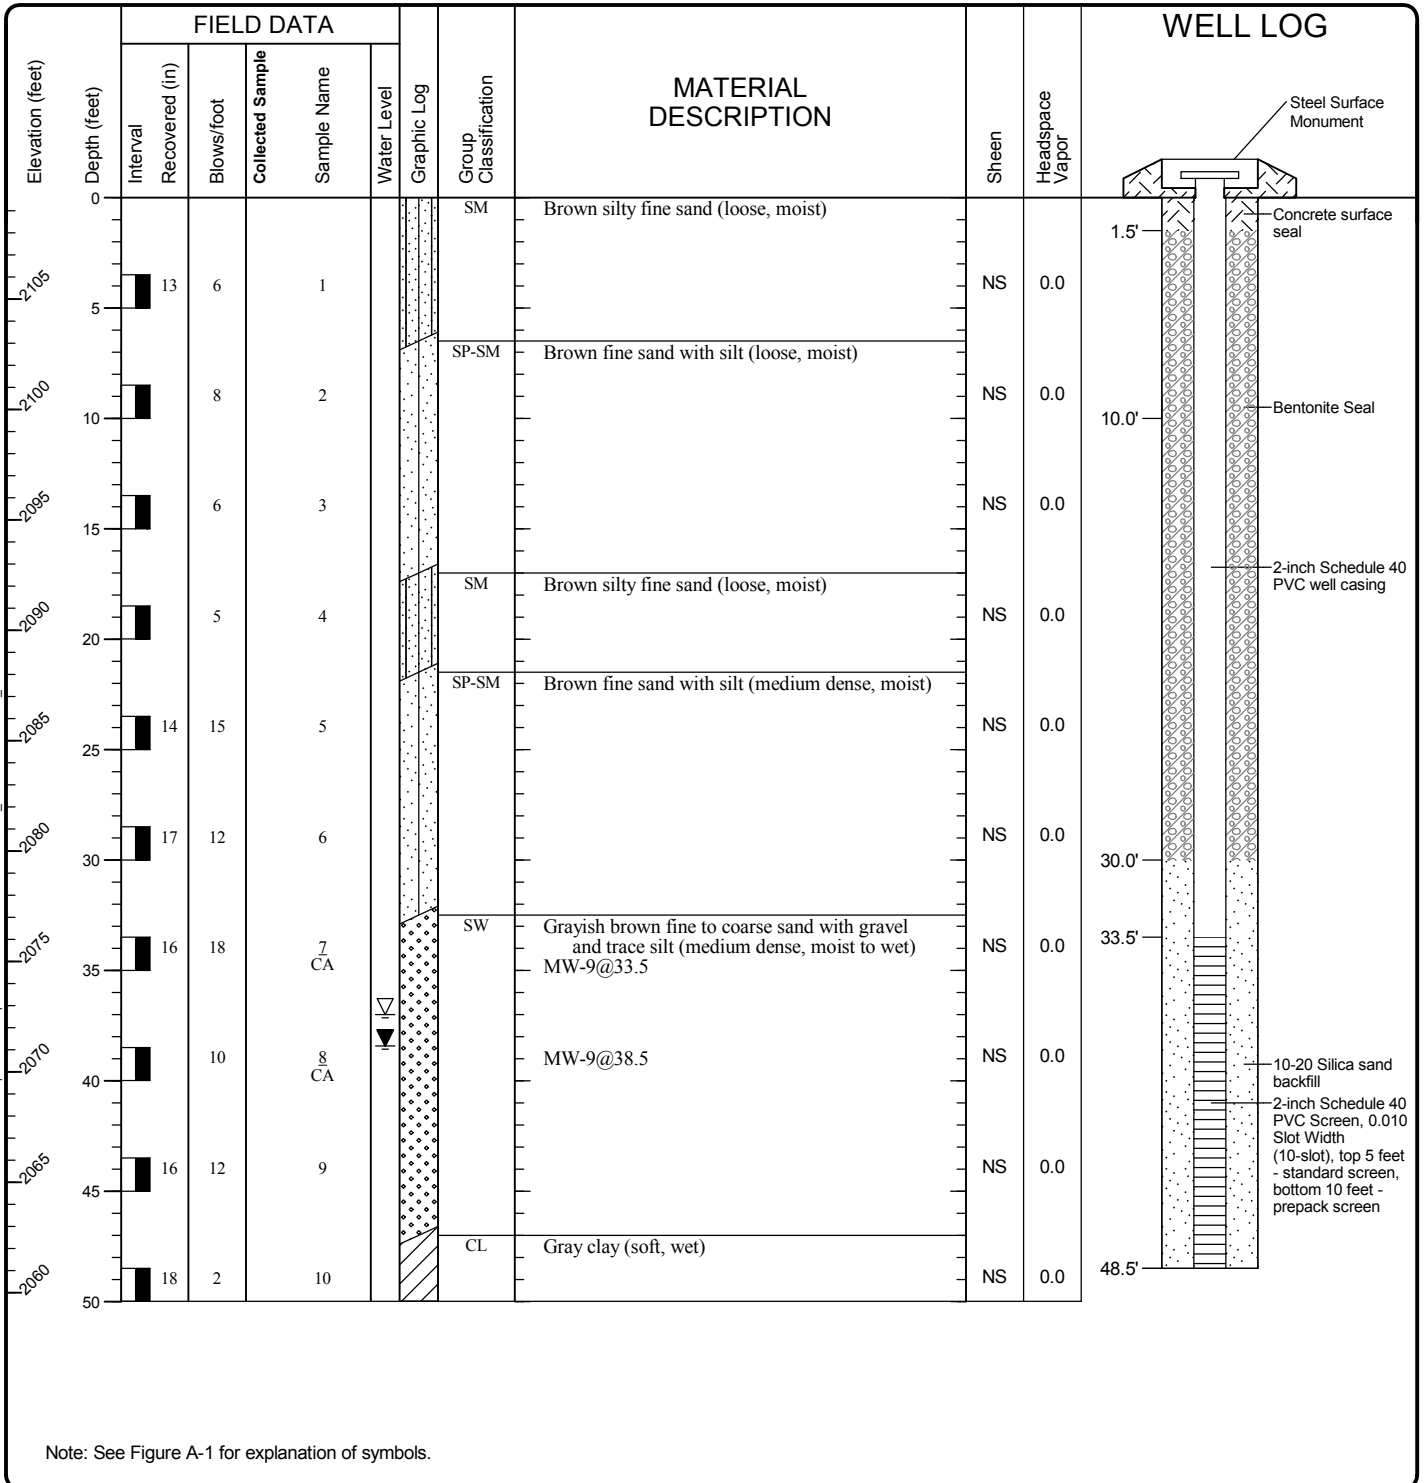 FIELD DATA
WELL LOG
Elevation (feet)
Depth (feet)
Interval
Recovered (in)
Blows/foot
Collected Sample
Sample Name
Water Level
Graphic Log
Group
Classification
MATERIAL
DESCRIPTION
Sheen
Headspace
Vapor
Steel Surface
Monument
0
SM
Brown silty fine sand (loose, moist)
Concrete surface
seal
1.5'
2105
13
6
1
NS
0.0
5
SP-SM
Brown fine sand with silt (loose, moist)
2100
8
2
NS
0.0
Bentonite Seal
10
10.0'
2095
6
3
NS
0.0
15
2-inch Schedule 40
PVC well casing
SM
Brown silty fine sand (loose, moist)
2090
5
4
NS
0.0
20
SP-SM
Brown fine sand with silt (medium dense, moist)
2085
14
15
5
NS
0.0
25
2080
17
12
6
NS
0.0
30
30.0'
SW
Grayish brown fine to coarse sand with gravel
and trace silt (medium dense, moist to wet)
33.5'
2075
16
18
7
CA
NS
0.0
MW-9@33.5
35
2070
10
8
CA
MW-9@38.5
NS
0.0
40
10-20 Silica sand
backfill
2-inch Schedule 40
PVC Screen, 0.010
Slot Width
(10-slot), top 5 feet
- standard screen,
bottom 10 feet -
prepack screen
2065
16
12
9
NS
0.0
45
CL
Gray clay (soft, wet)
48.5'
2060
18
2
10
NS
0.0
50
Note: See Figure A-1 for explanation of symbols.